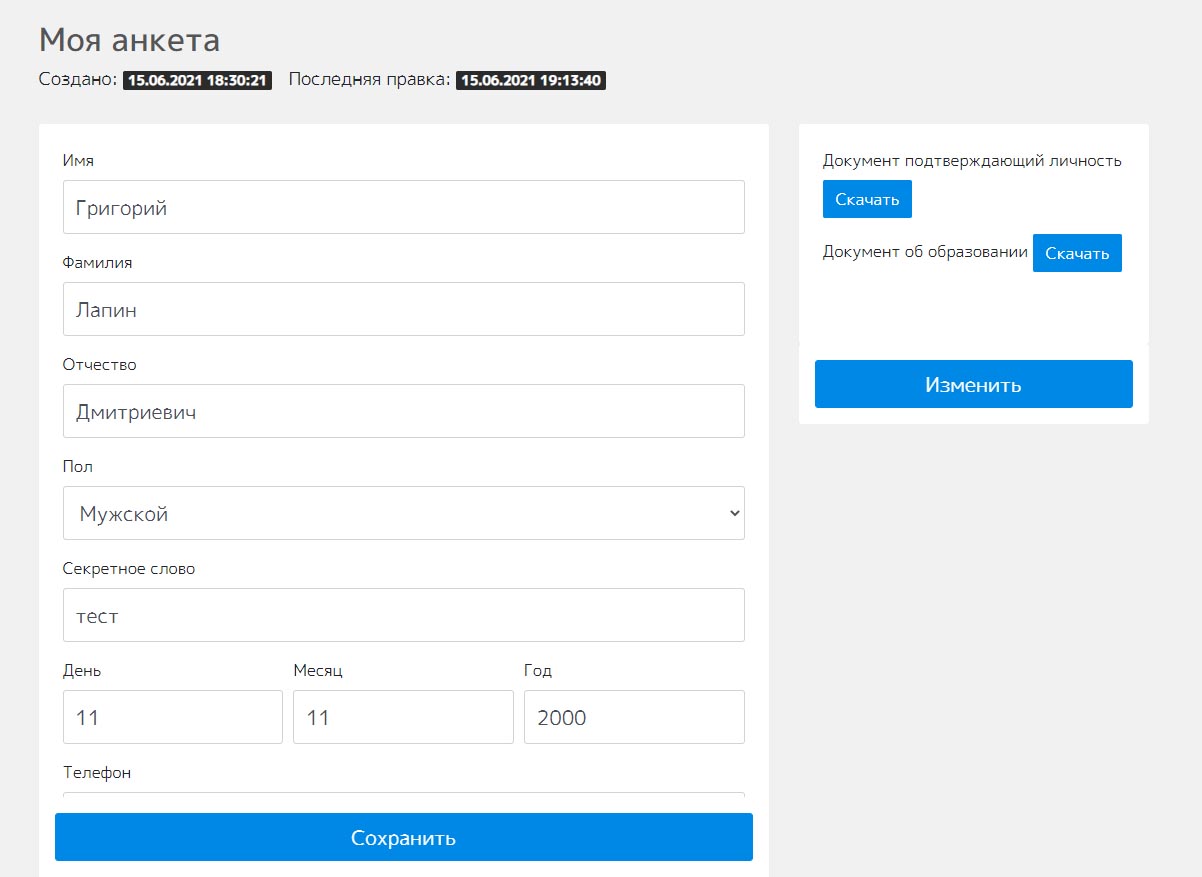 Моя анкета
Создано: 15.06.2021 18:30:21 Последняя правка: 15.06.2021 19:13:40
Имя
Григорий
Фамилия
Лапин
Отчество
Дмитриевич
Пол
Мужской
Секретное слово
тест
День Месяц Год
11 11 2000
Телефон
Сохранить
Документ подтверждающий личность
Скачать
Документ об образовании Скачать
Изменить